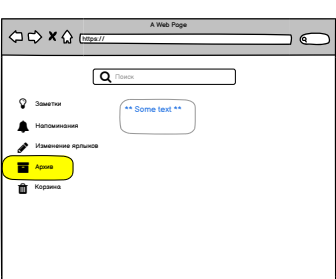 A Web Page
https://
Поиск
Заметки
** Some text **
Напоминания
Изменение ярлыков
Архив
Корзина